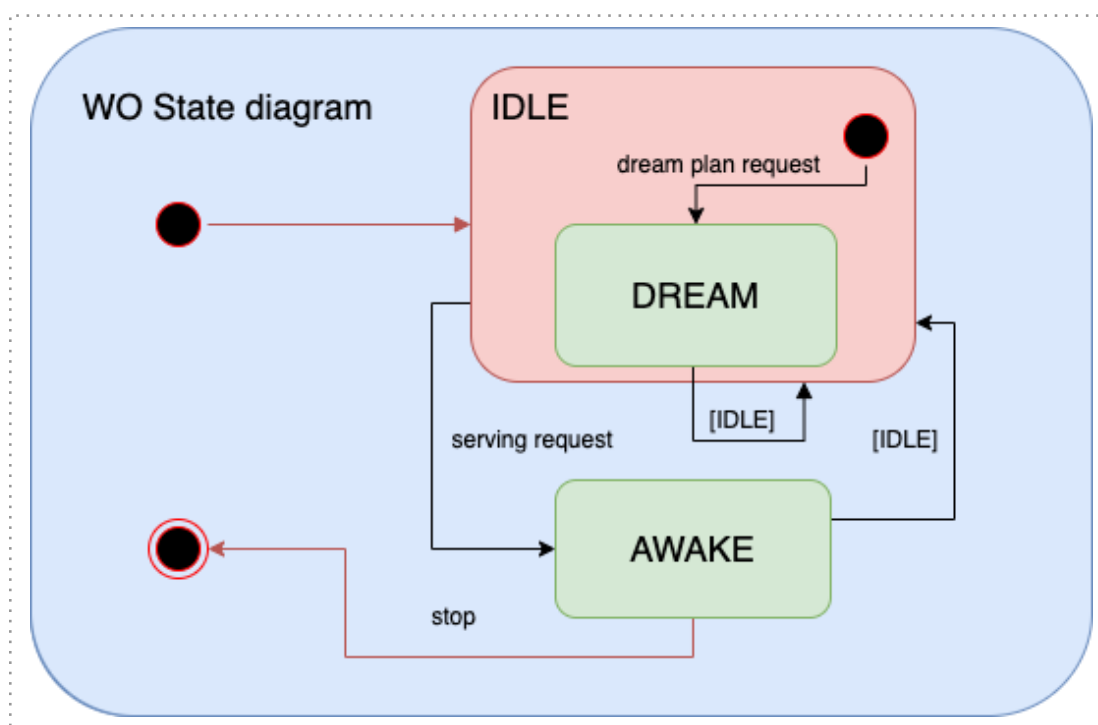 WO State diagram
IDLE
dream plan request
DREAM
[IDLE]
[IDLE]
serving request
AWAKE
stop